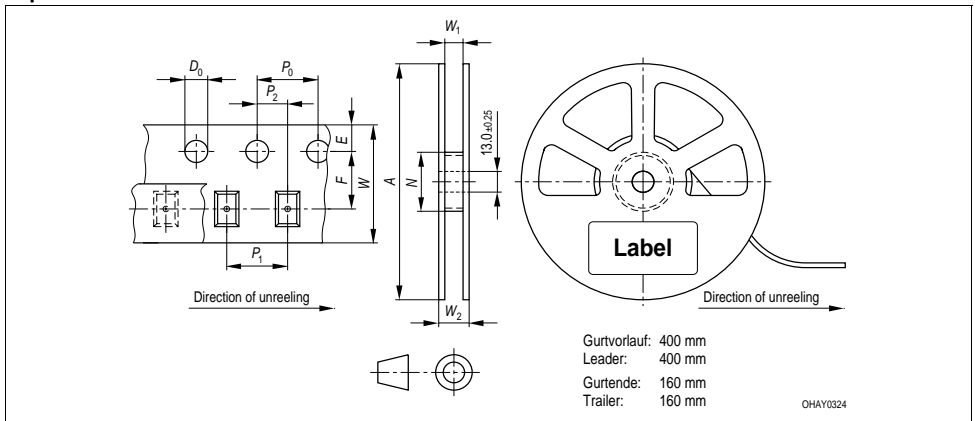 W1
D0
P0
P2
E
F
W
A
N
13.0 ±0.25
P1
W2
Label
Direction of unreeling
Direction of unreeling
Gurtvorlauf: 400 mm
Leader: 400 mm
Gurtende: 160 mm
Trailer: 160 mm
OHAY0324